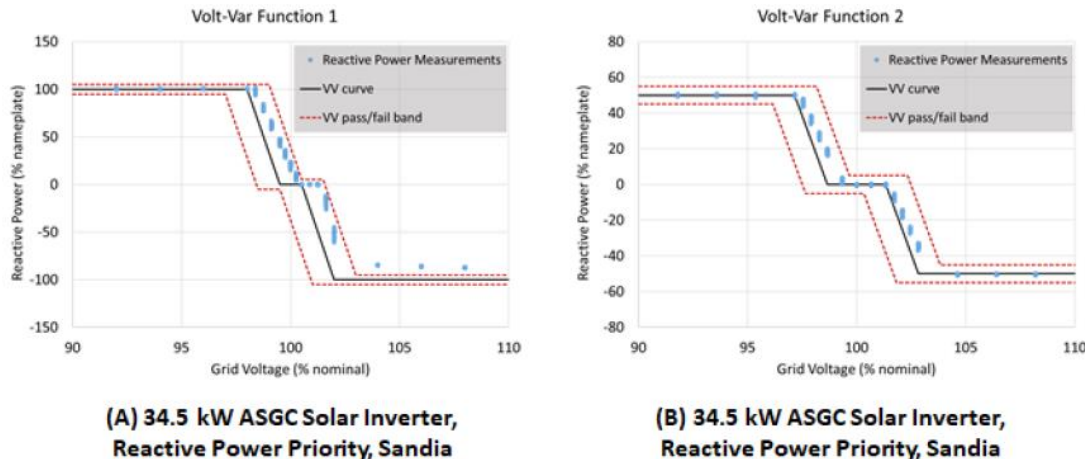 Volt-Var Function 1
150
100
50
0
-50
-100
-150
Reactive Power (% nameplate)
Reactive Power Measurements
VV curve
VV pass/fail band
90
95
100
105
110
Grid Voltage (% nominal)
(A) 34.5 kW ASGC Solar Inverter,
Reactive Power Priority, Sandia
Volt-Var Function 2
80
60
40
20
0
-20
-40
-60
-80
Reactive Power (% nameplate)
Reactive Power Measurements
VV curve
VV pass/fail band
90
95
100
105
110
Grid Voltage (% nominal)
(B) 34.5 kW ASGC Solar Inverter,
Reactive Power Priority, Sandia